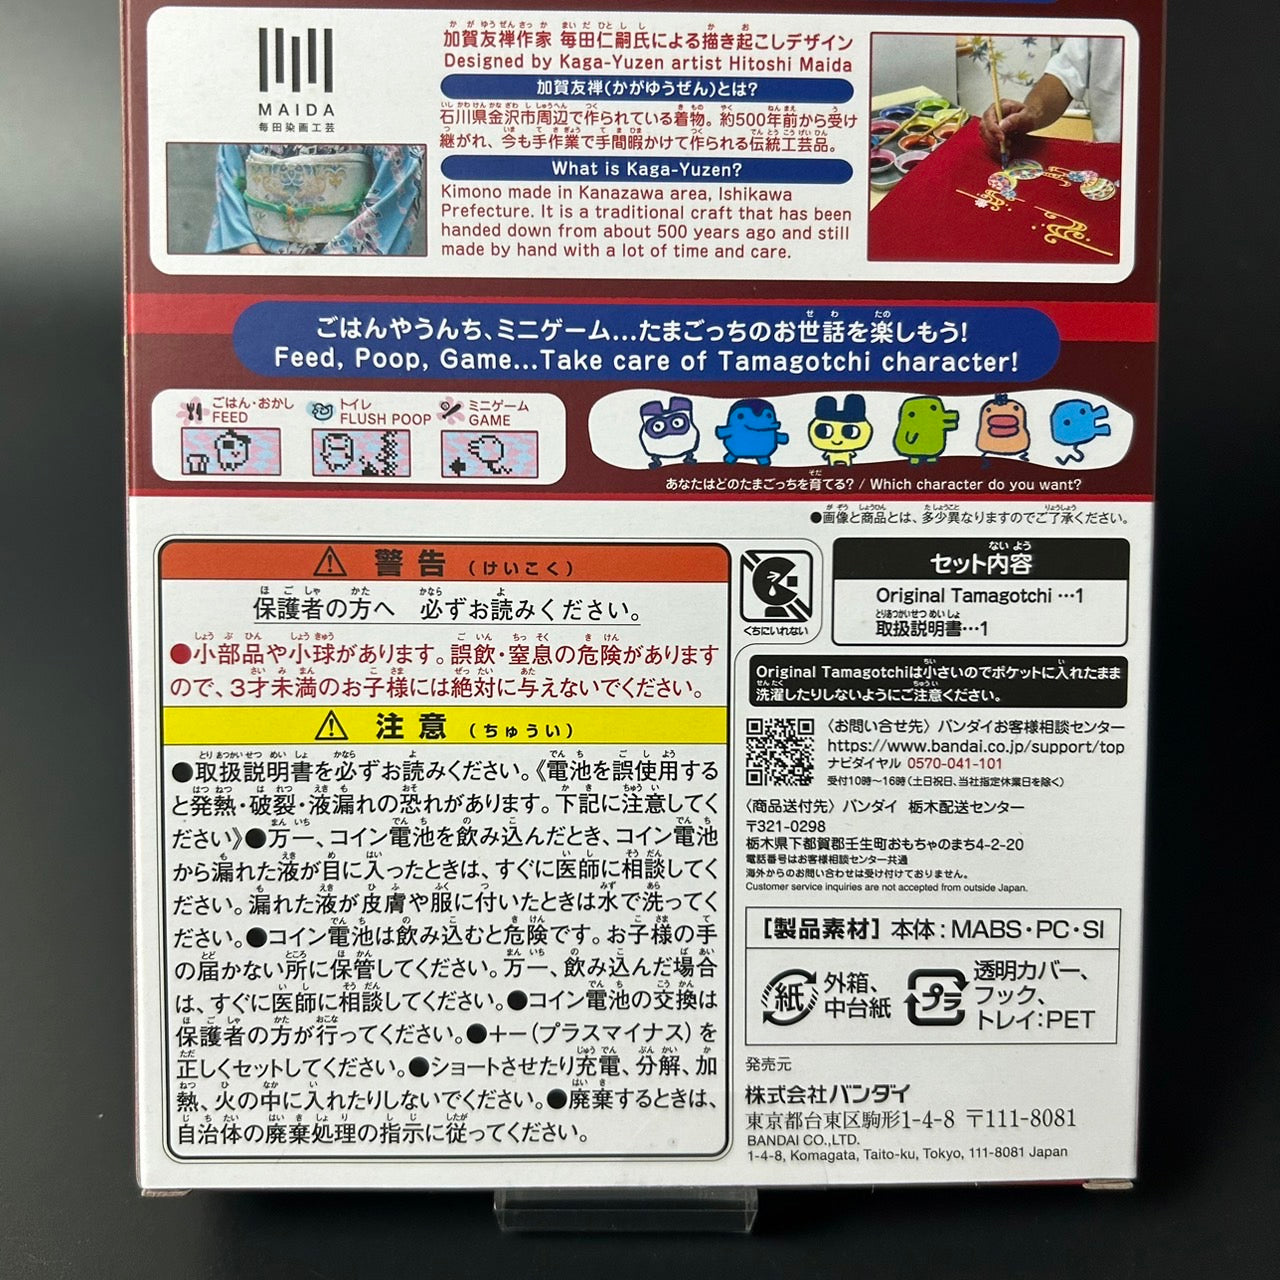 MAIDA
毎田染画工芸
加賀友禅作家 毎田仁嗣氏による描き起こしデザイン
Designed by Kaga-Yuzen artist Hitoshi Maida
加賀友禅(かがゆうぜん)とは?
石川県金沢市周辺で作られている着物。約500年前から受け
継がれ、今も手作業で手間暇かけて作られる伝統工芸品。
What is Kaga-Yuzen?
Kimono made in Kanazawa area, Ishikawa
Prefecture. It is a traditional craft that has been
handed down from about 500 years ago and still
made by hand with a lot of time and care.
ごはんやうんち、ミニゲーム…たまごっちのお世話を楽しもう!
Feed, Poop, Game…Take care of Tamagotchi character!
ごはん・おかし
FEED
トイレ
FLUSH POOP
ミニゲーム
GAME
あなたはどのたまごっちを育てる? / Which character do you want?
●画像と商品とは、多少異なりますのでご了承ください。
警告 (けいこく)
保護者の方へ 必ずお読みください。
●小部品や小球があります。誤飲・窒息の危険があります
ので、3才未満のお子様には絶対に与えないでください。
注意 (ちゅうい)
●取扱説明書を必ずお読みください。《電池を誤使用する
と発熱・破裂・液漏れの恐れがあります。下記に注意してく
ださい》●万一、コイン電池を飲み込んだとき、コイン電池
から漏れた液が目に入ったときは、すぐに医師に相談してく
ださい。漏れた液が皮膚や服に付いたときは水で洗ってく
ださい。●コイン電池は飲み込むと危険です。お子様の手
の届かない所に保管してください。万一、飲み込んだ場合
は、すぐに医師に相談してください。●コイン電池の交換は
保護者の方が行ってください。●+−(プラスマイナス)を
正しくセットしてください。●ショートさせたり充電、分解、加
熱、火の中に入れたりしないでください。●廃棄するときは、
自治体の廃棄処理の指示に従ってください。
くちにいれない
セット内容
Original Tamagotchi …1
取扱説明書…1
Original Tamagotchiは小さいのでポケットに入れたまま
洗濯したりしないようにご注意ください。
〈お問い合せ先〉バンダイお客様相談センター
https://www.bandai.co.jp/support/top
ナビダイヤル 0570-041-101
受付10時〜16時(土日祝日、当社指定休業日を除く)
〈商品送付先〉バンダイ 栃木配送センター
〒321-0298
栃木県下都賀郡壬生町おもちゃのまち4-2-20
電話番号はお客様相談センター共通
海外からのお問い合わせは受け付けておりません。
Customer service inquiries are not accepted from outside Japan.
[製品素材] 本体:MABS・PC・SI
紙
外箱、
中台紙
プラ
透明カバー、
フック、
トレイ:PET
発売元
株式会社バンダイ
東京都台東区駒形1-4-8 〒111-8081
BANDAI CO.,LTD.
1-4-8, Komagata, Taito-ku, Tokyo, 111-8081 Japan